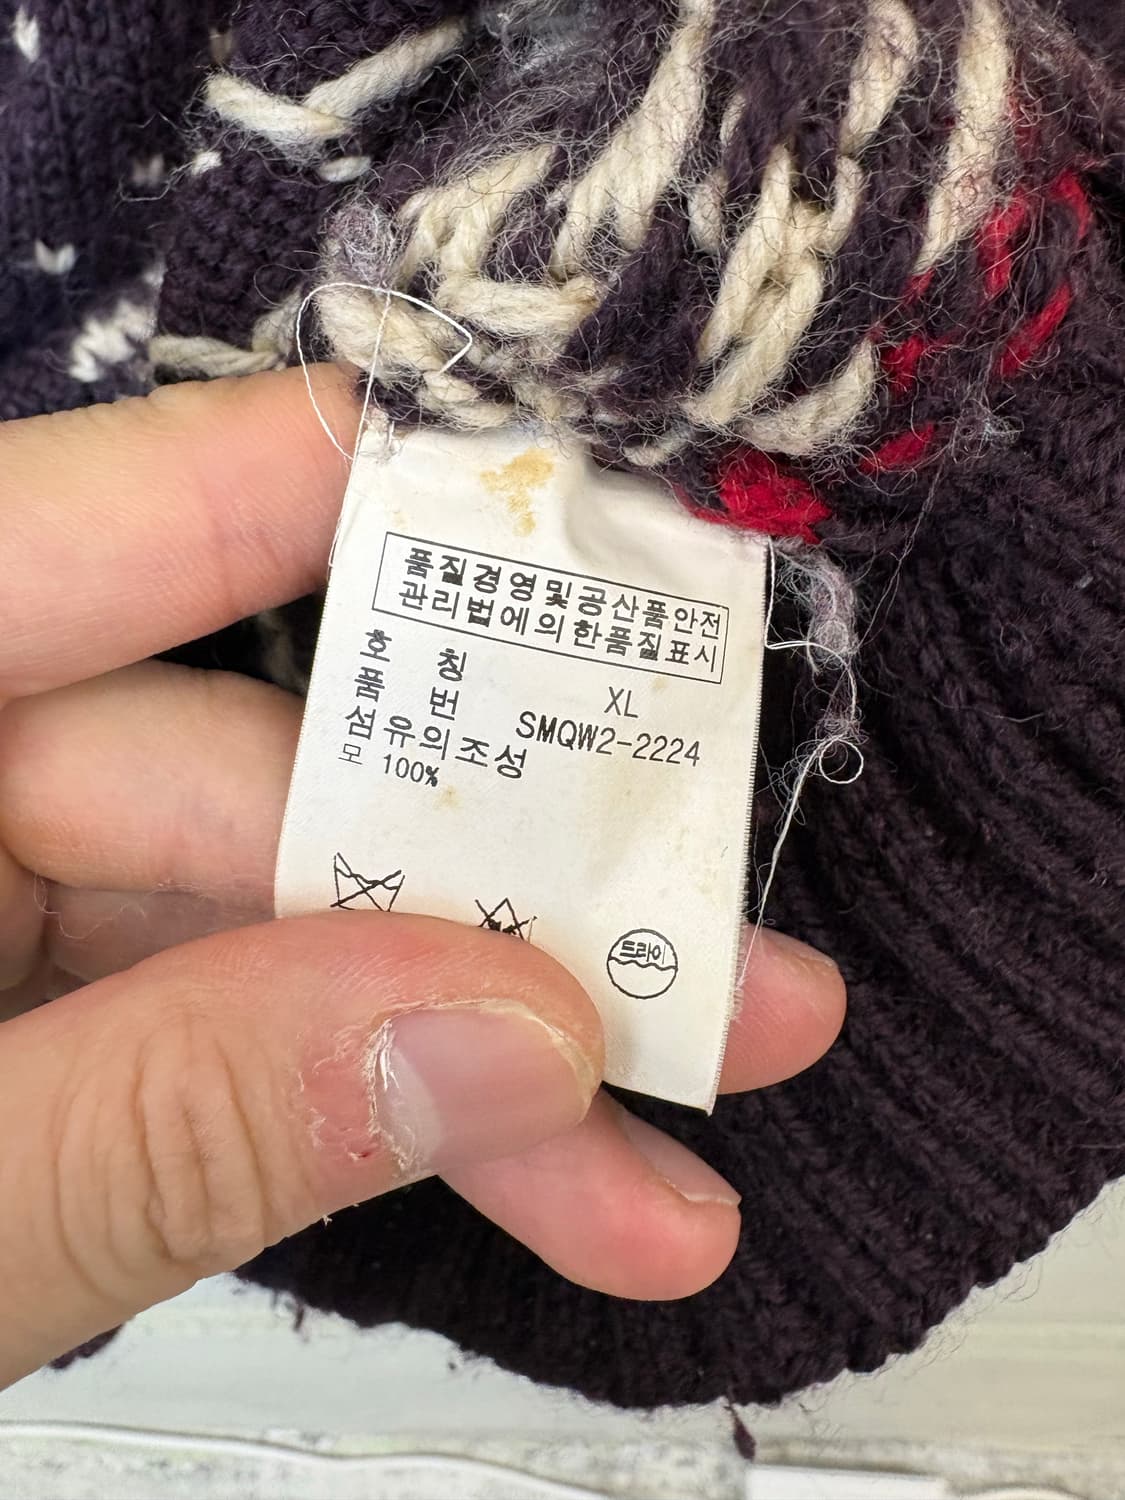 품질경영및공산품안전
관리법에의한품질표시
호 칭 XL
품 번 SMQW2-2224
섬유의조성
모 100%
드라이